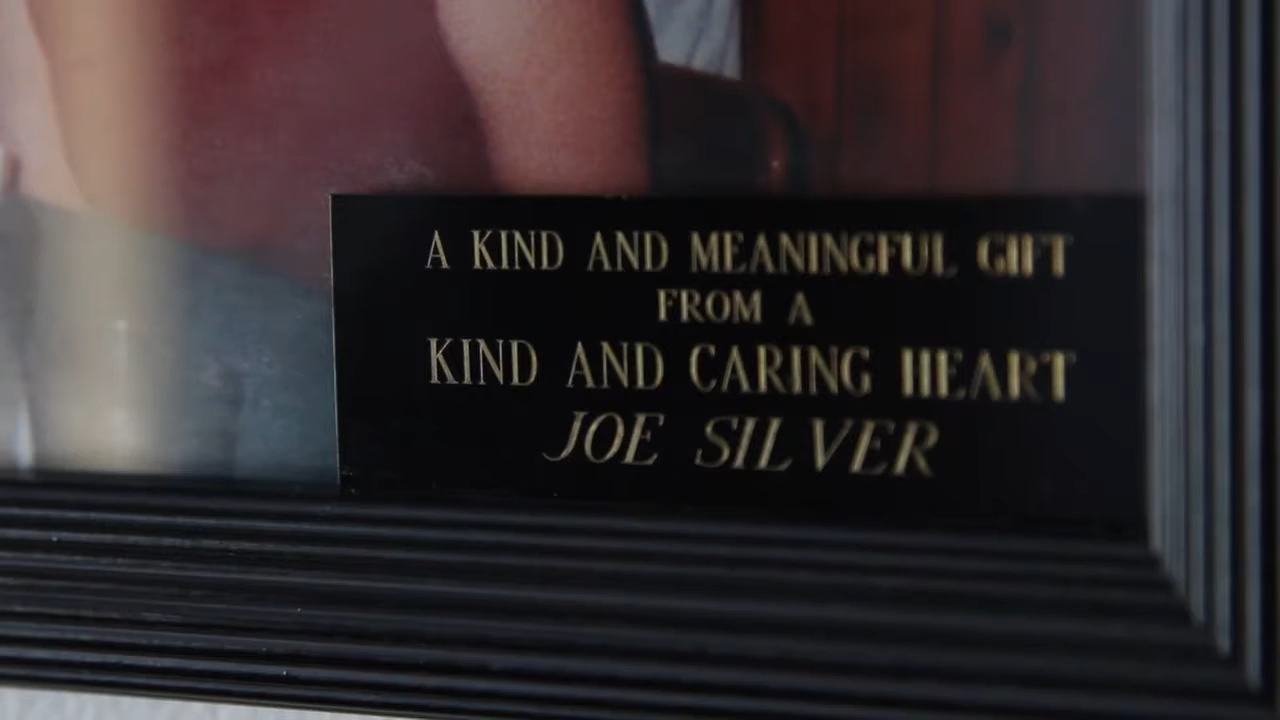 A KIND AND MEANINGFUL GIFT
FROM A
KIND AND CARING HEART
JOE SILVER